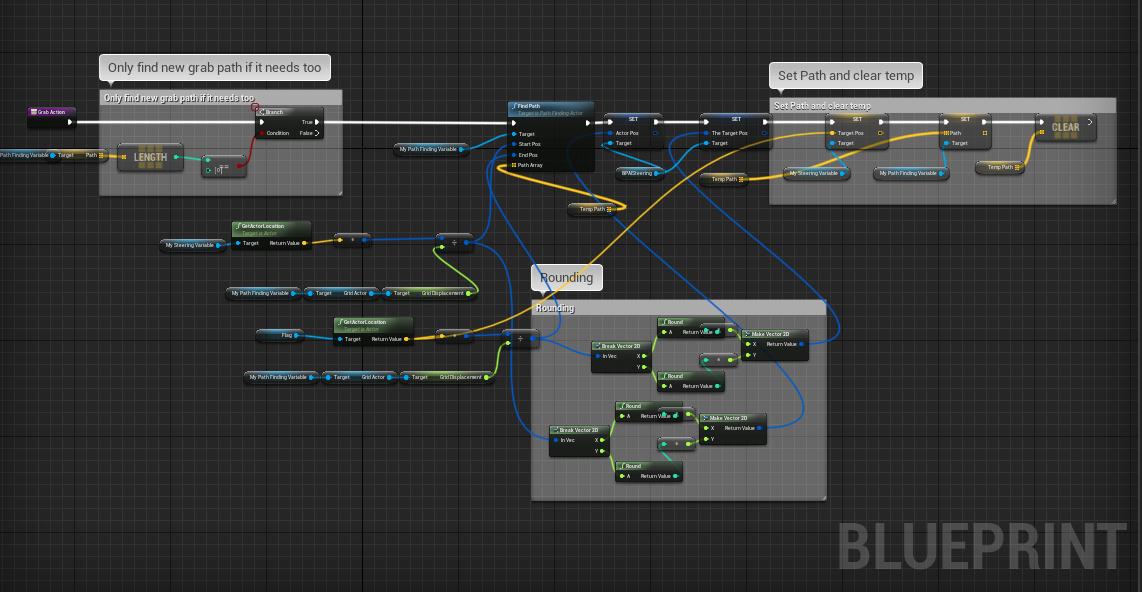 Only find new grab path if it needs too
Set Path and clear temp
Only find new grab path if it needs too
Set Path and clear temp
Grab Action
Branch
True
Condition False
Find Path
Target is Path Finding Actor
Target
Start Pos
End Pos
Path Array
SET
Actor Pos
Target
SET
The Target Pos
Target
SET
Target Pos
Target
SET
Path
Target
CLEAR
Path Finding Variable
Target Path
LENGTH
==
[0]
My Path Finding Variable
Temp Path
My Steering Variable
My Path Finding Variable
Temp Path
Temp Path
GetActorLocation
Target is Actor
Target Return Value
My Steering Variable
÷
My Path Finding Variable
Target Grid Actor
Target Grid Displacement
Rounding
Rounding
Flag
GetActorLocation
Target is Actor
Target Return Value
÷
My Path Finding Variable
Target Grid Actor
Target Grid Displacement
Break Vector 2D
In Vec X
Y
Round
A Return Value
Round
A Return Value
Make Vector 2D
X Return Value
Y
Break Vector 2D
In Vec X
Y
Round
A Return Value
Round
A Return Value
Make Vector 2D
X Return Value
Y
BLUEPRINT